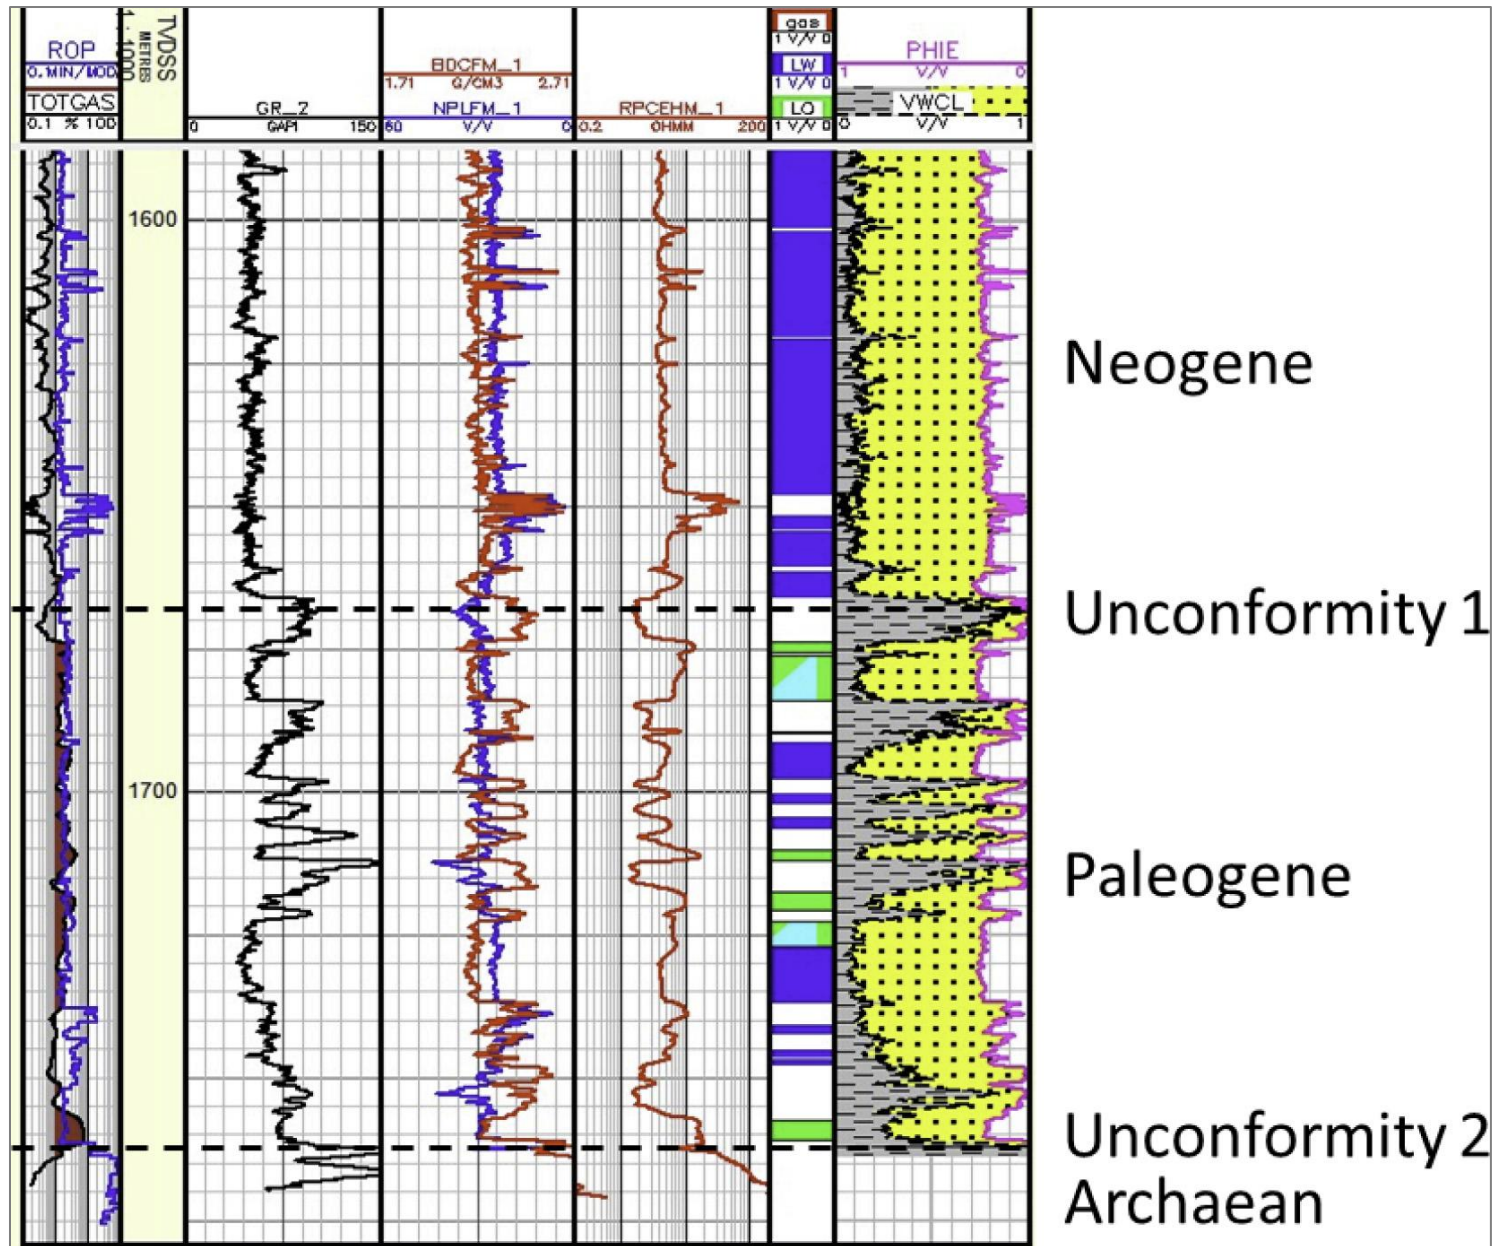 ROP
0.MIN/MOD
TOTGAS
0.1 % 100
TVDSS
METRES
1:1000
GR_2
0 GAPI 150
BDCFM_1
1.71 G/CM3 2.71
NPLFM_1
60 V/V 0
RPCEHM_1
0.2 OHMM 200
gas
1 V/V 0
LW
1 V/V 0
LO
1 V/V 0
PHIE
1 V/V 0
VWCL
0 V/V 1
1600
Neogene
Unconformity 1
1700
Paleogene
Unconformity 2
Archaean